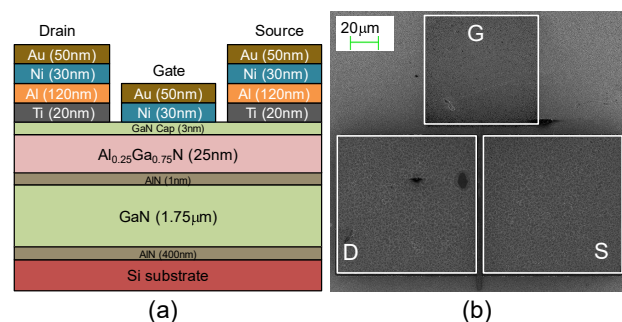 Drain
Source
Au (50nm)
Au (50nm)
Ni (30nm)
Gate
Ni (30nm)
Al (120nm)
Au (50nm)
Al (120nm)
Ti (20nm)
Ni (30nm)
Ti (20nm)
GaN Cap (3nm)
Al0.25Ga0.75N (25nm)
AlN (1nm)
GaN (1.75μm)
AlN (400nm)
Si substrate
(a)
20μm
G
D
S
(b)